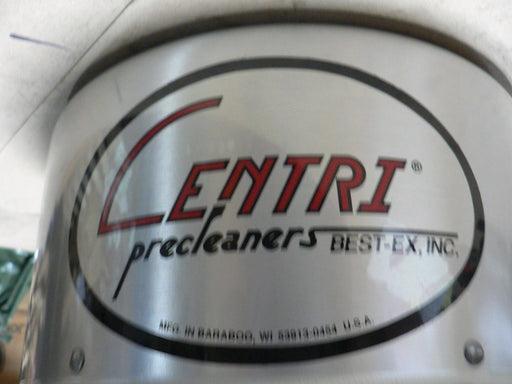 CENTRI®
precleaners BEST-EX, INC.
MFG. IN BARABOO, WI 53913-0454 U.S.A.